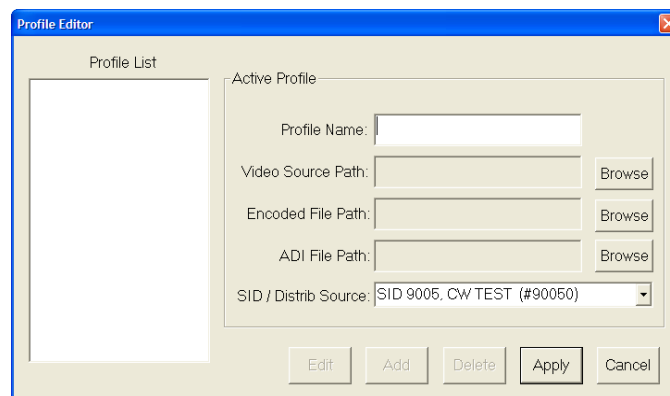 Profile Editor
Profile List
Active Profile
Profile Name:
Video Source Path:
Browse
Encoded File Path:
Browse
ADI File Path:
Browse
SID / Distrib Source:
SID 9005, CW TEST (#90050)
Edit
Add
Delete
Apply
Cancel